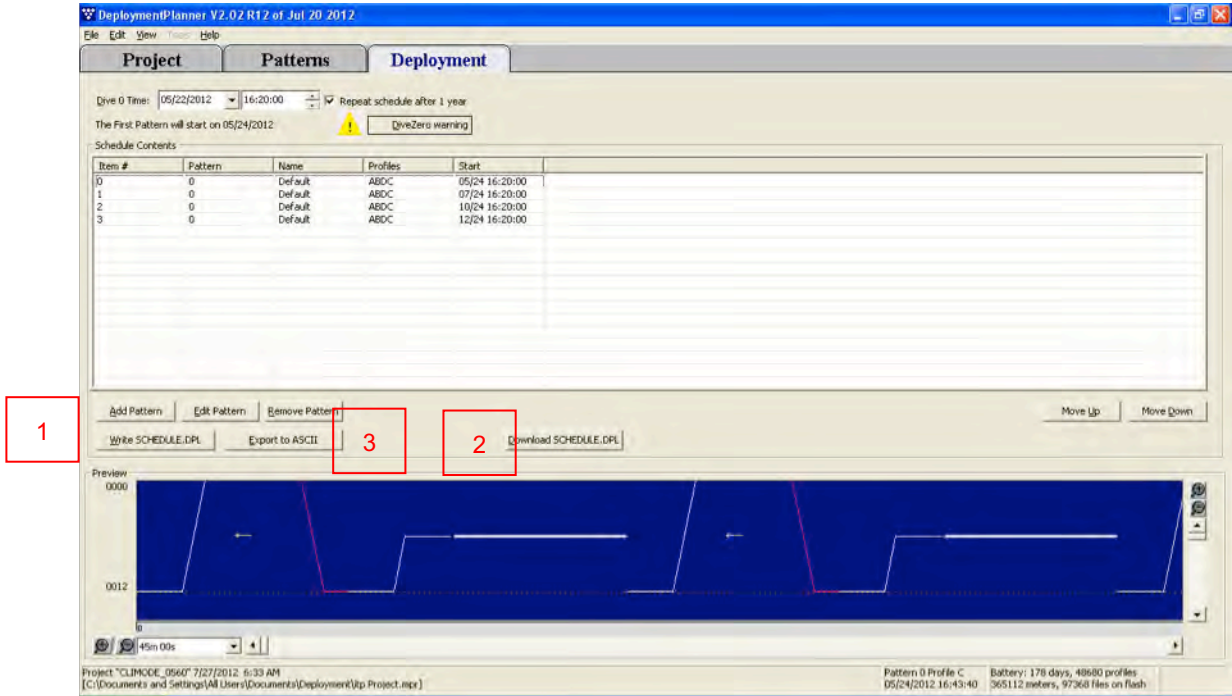 DeploymentPlanner V2.02 R12 of Jul 20 2012
File Edit View Tools Help
Project Patterns Deployment
Dive 0 Time: 05/22/2012 16:20:00 Repeat schedule after 1 year
The First Pattern will start on 05/24/2012 DiveZero warning
Schedule Contents
Item # Pattern Name Profiles Start
0 0 Default ABDC 05/24 16:20:00
1 0 Default ABDC 07/24 16:20:00
2 0 Default ABDC 10/24 16:20:00
3 0 Default ABDC 12/24 16:20:00
Add Pattern Edit Pattern Remove Pattern Move Up Move Down
1 Write SCHEDULE.DPL Export to ASCII 3 2 Download SCHEDULE.DPL
Preview
0000
0012
0
45m 00s
Project "CLIMODE_0560" 7/27/2012 6:33 AM Pattern 0 Profile C Battery: 178 days, 48680 profiles
[C:\Documents and Settings\All Users\Documents\Deployment\itp Project.mpr] 05/24/2012 16:43:40 365112 meters, 97368 files on flash